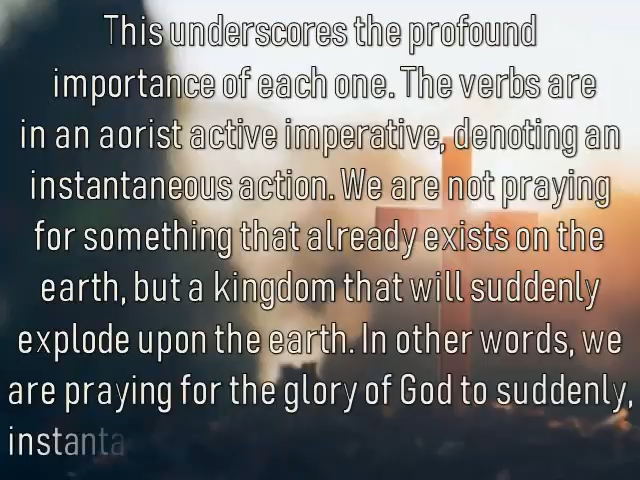 This underscores the profound
importance of each one. The verbs are
in an aorist active imperative, denoting an
instantaneous action. We are not praying
for something that already exists on the
earth, but a kingdom that will suddenly
explode upon the earth. In other words, we
are praying for the glory of God to suddenly,
instanta